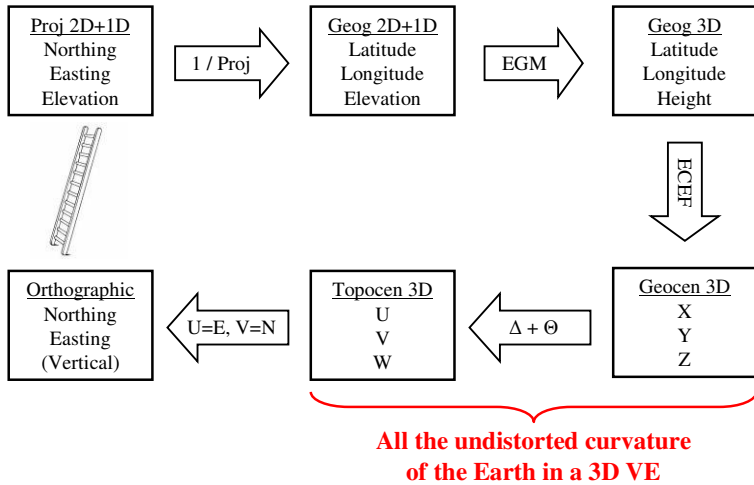 Proj 2D+1D
Northing
Easting
Elevation
1 / Proj
Geog 2D+1D
Latitude
Longitude
Elevation
EGM
Geog 3D
Latitude
Longitude
Height
ECEF
Orthographic
Northing
Easting
(Vertical)
U=E, V=N
Topocen 3D
U
V
W
Δ + Θ
Geocen 3D
X
Y
Z
All the undistorted curvature
of the Earth in a 3D VE